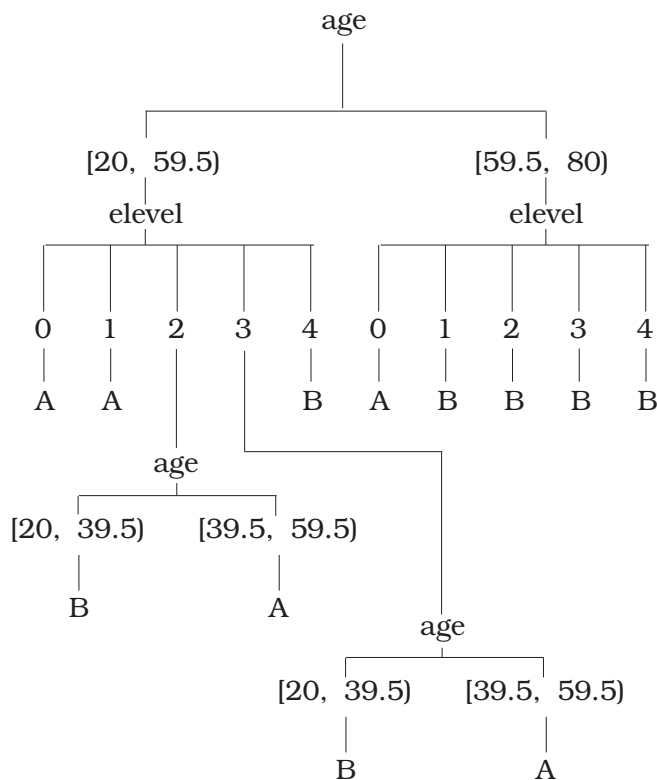 age
[20, 59.5) [59.5, 80)
elevel elevel
0 1 2 3 4 0 1 2 3 4
A A B A B B B B
age
[20, 39.5) [39.5, 59.5)
B A
age
[20, 39.5) [39.5, 59.5)
B A